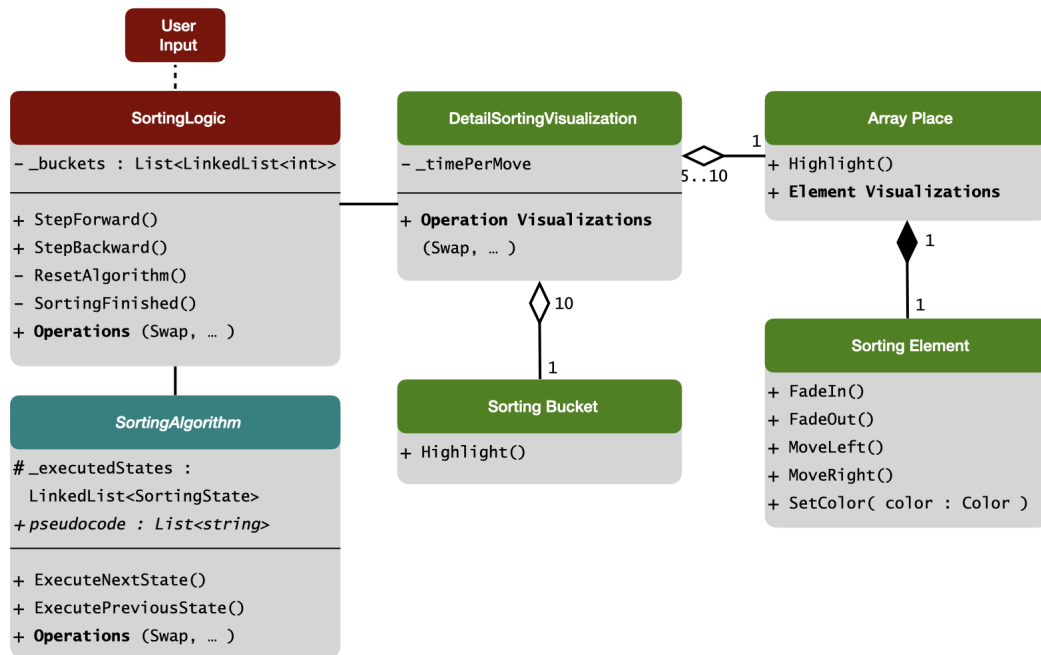 User
Input
SortingLogic
- _buckets : List<LinkedList<int>>
+ StepForward()
+ StepBackward()
- ResetAlgorithm()
- SortingFinished()
+ Operations (Swap, … )
SortingAlgorithm
# _executedStates :
LinkedList<SortingState>
+ pseudocode : List<string>
+ ExecuteNextState()
+ ExecutePreviousState()
+ Operations (Swap, … )
DetailSortingVisualization
- _timePerMove
+ Operation Visualizations
(Swap, … )
5..10
1
10
1
Sorting Bucket
+ Highlight()
Array Place
+ Highlight()
+ Element Visualizations
1
1
Sorting Element
+ FadeIn()
+ FadeOut()
+ MoveLeft()
+ MoveRight()
+ SetColor( color : Color )